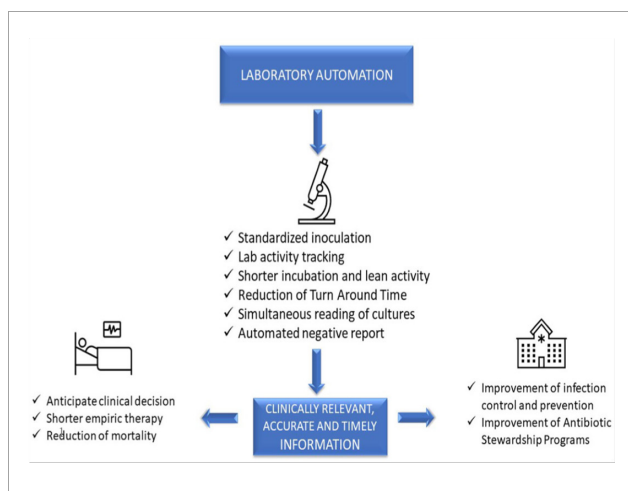 LABORATORY AUTOMATION
✓ Standardized inoculation
✓ Lab activity tracking
✓ Shorter incubation and lean activity
✓ Reduction of Turn Around Time
✓ Simultaneous reading of cultures
✓ Automated negative report
✓ Anticipate clinical decision
✓ Shorter empiric therapy
✓ Reduction of mortality
CLINICALLY RELEVANT,
ACCURATE AND TIMELY
INFORMATION
✓ Improvement of infection
control and prevention
✓ Improvement of Antibiotic
Stewardship Programs